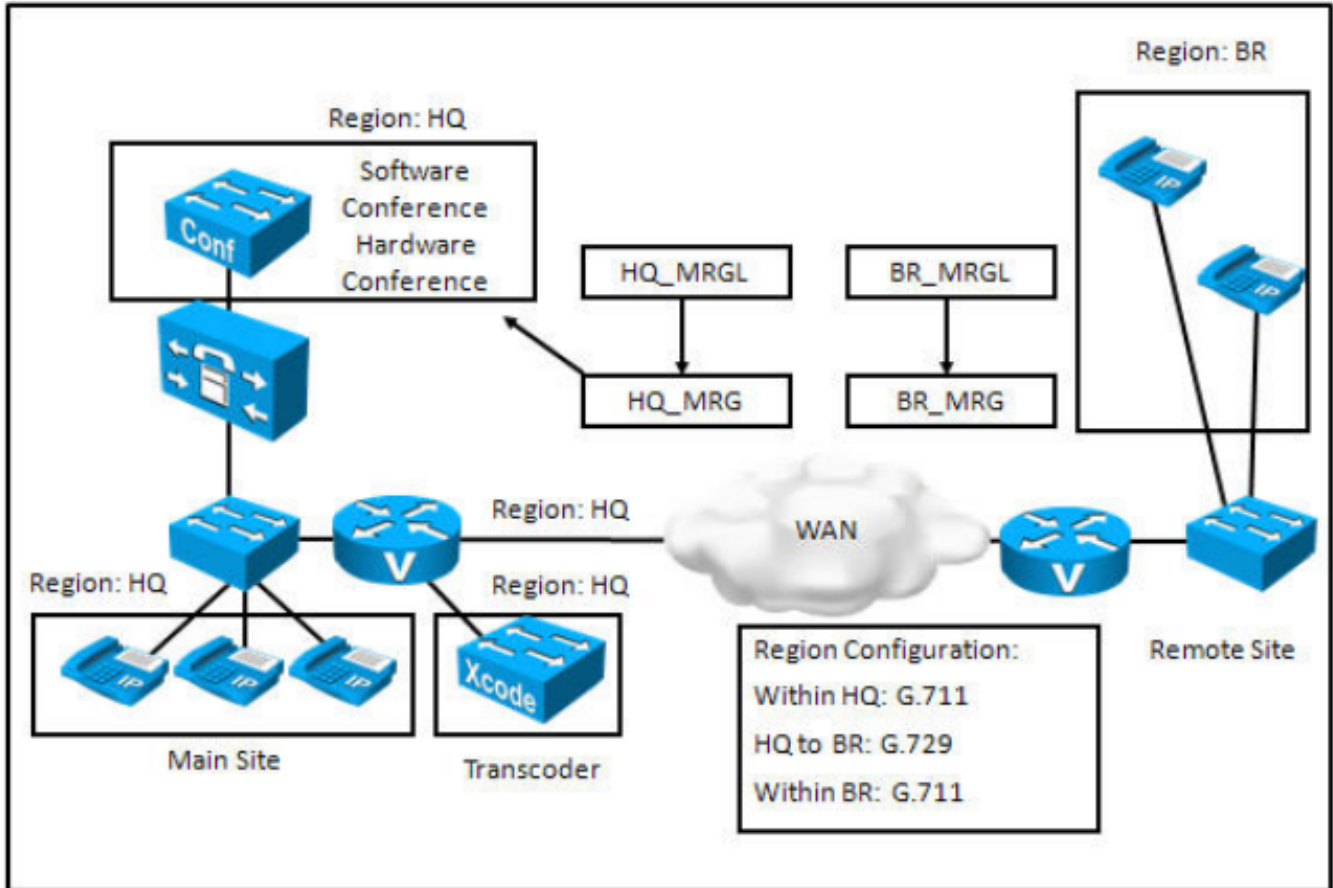 Region: BR
Region: HQ
Software
Conference
Hardware
Conference
Conf
IP
IP
HQ_MRGL
BR_MRGL
HQ_MRG
BR_MRG
Region: HQ
WAN
V
V
Region: HQ
Region: HQ
IP
IP
IP
Xcode
Main Site
Transcoder
Region Configuration:
Within HQ: G.711
HQ to BR: G.729
Within BR: G.711
Remote Site